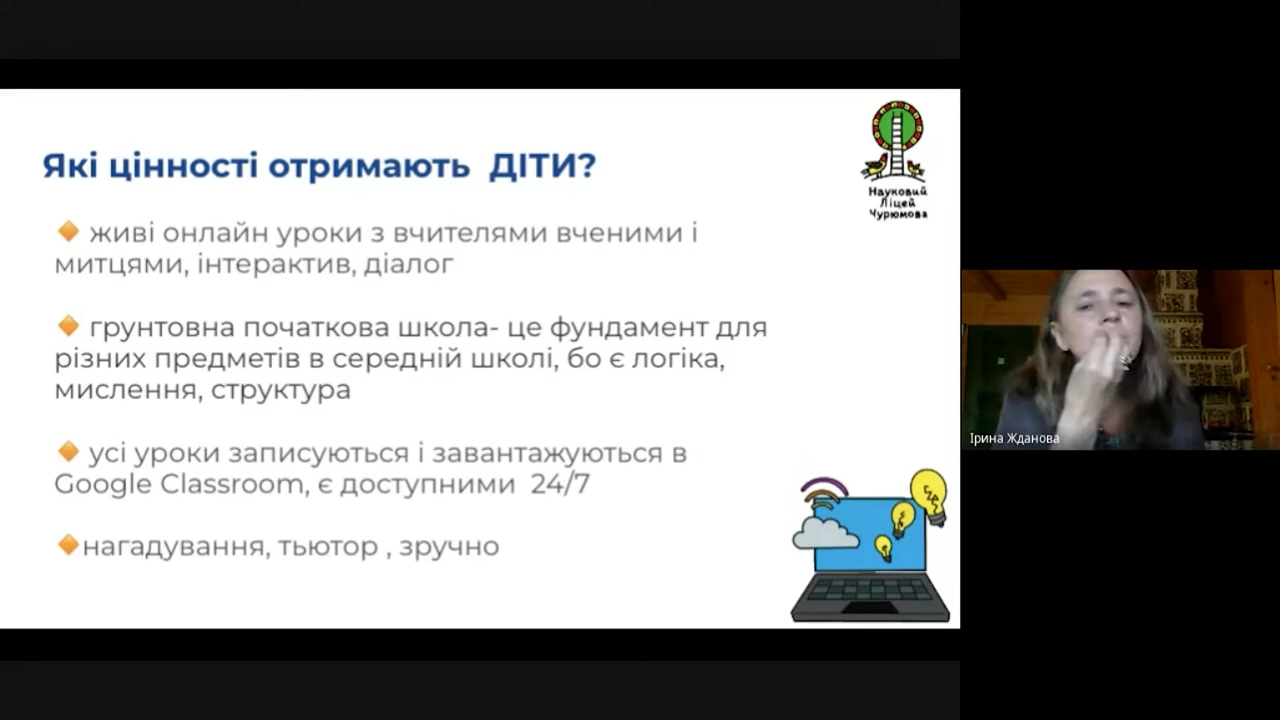 Які цінності отримають ДІТИ?
Науковий
Ліцей
Чурюмова
живі онлайн уроки з вчителями вченими і
митцями, інтерактив, діалог
грунтовна початкова школа- це фундамент для
різних предметів в середній школі, бо є логіка,
мислення, структура
усі уроки записуються і завантажуються в
Google Classroom, є доступними 24/7
нагадування, тьютор , зручно
Ірина Жданова